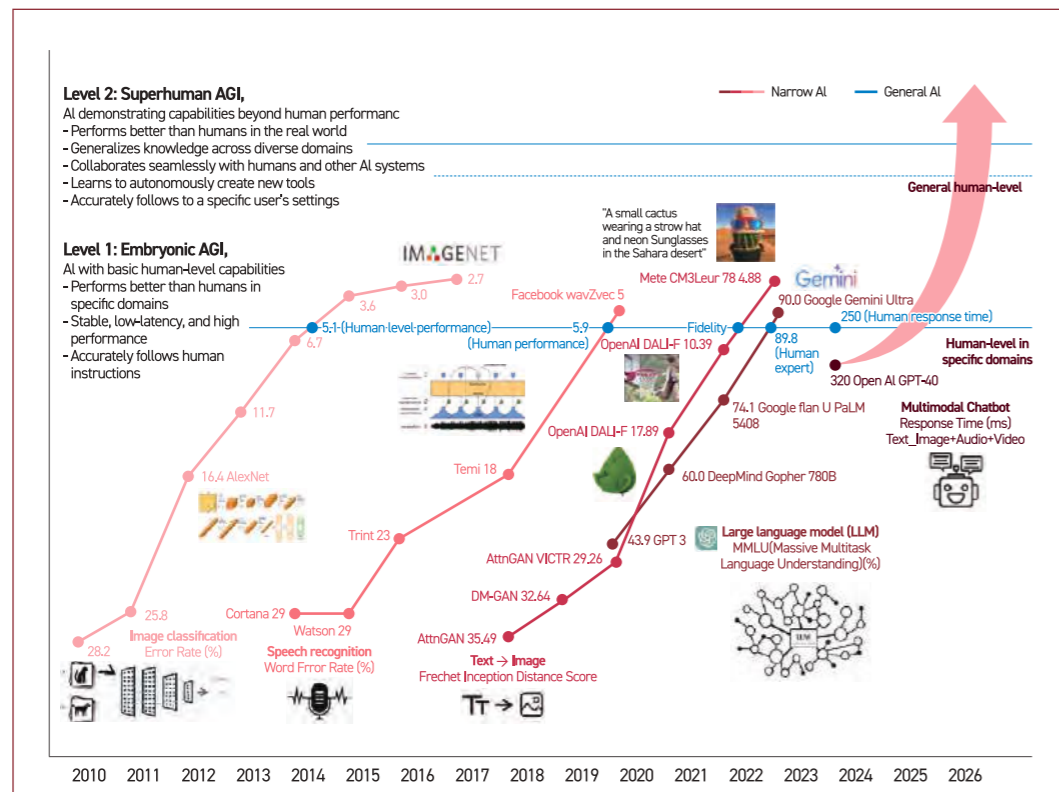 Level 2: Superhuman AGI,
AI demonstrating capabilities beyond human performanc
- Performs better than humans in the real world
- Generalizes knowledge across diverse domains
- Collaborates seamlessly with humans and other AI systems
- Learns to autonomously create new tools
- Accurately follows to a specific user's settings
Narrow AI
General AI
General human-level
Level 1: Embryonic AGI,
AI with basic human-level capabilities
- Performs better than humans in
specific domains
- Stable, low-latency, and high
performance
- Accurately follows human
instructions
IMAGENET
2.7
3.0
3.6
5.1 (Human level performance)
6.7
11.7
16.4 AlexNet
25.8
28.2
Image classification
Error Rate (%)
Facebook wavZvec 5
5.9
(Human performance)
Temi 18
Trint 23
Cortana 29
Watson 29
Speech recognition
Word Frror Rate (%)
"A small cactus
wearing a strow hat
and neon Sunglasses
in the Sahara desert"
Mete CM3Leur 78 4.88
Fidelity
OpenAI DALI-F 10.39
OpenAI DALI-F 17.89
AttnGAN VICTR 29.26
DM-GAN 32.64
AttnGAN 35.49
Text → Image
Frechet Inception Distance Score
TT →
Gemini
90.0 Google Gemini Ultra
89.8
(Human
expert)
74.1 Google flan U PaLM
5408
60.0 DeepMind Gopher 780B
43.9 GPT 3
Large language model (LLM)
MMLU(Massive Multitask
Language Understanding)(%)
LLM
250 (Human response time)
Human-level in
specific domains
320 Open AI GPT-40
Multimodal Chatbot
Response Time (ms)
Text_Image+Audio+Video
2010 2011 2012 2013 2014 2015 2016 2017 2018 2019 2020 2021 2022 2023 2024 2025 2026